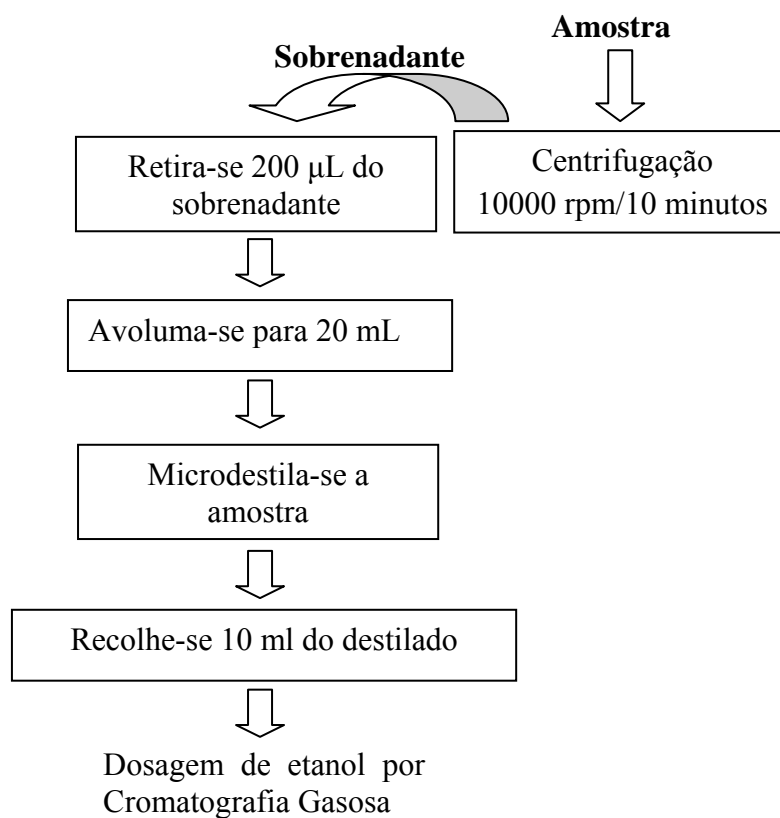 Amostra
Sobrenadante
Centrifugação
10000 rpm/10 minutos
Retira-se 200 μL do
sobrenadante
Avoluma-se para 20 mL
Microdestila-se a
amostra
Recolhe-se 10 ml do destilado
Dosagem de etanol por
Cromatografia Gasosa